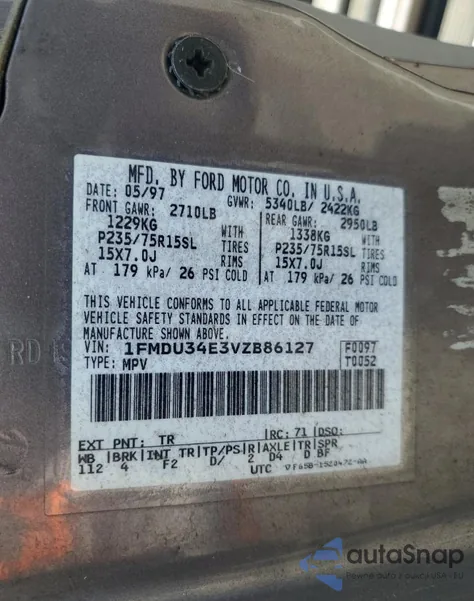 MFD. BY FORD MOTOR CO. IN U.S.A.
DATE: 05/97 GVWR: 5340LB/ 2422KG
FRONT GAWR: 2710LB REAR GAWR: 2950LB
1229KG WITH 1338KG WITH
P235/75R15SL TIRES P235/75R15SL TIRES
15X7.0J RIMS 15X7.0J RIMS
AT 179 kPa/ 26 PSI COLD AT 179 kPa/ 26 PSI COLD
THIS VEHICLE CONFORMS TO ALL APPLICABLE FEDERAL MOTOR
VEHICLE SAFETY STANDARDS IN EFFECT ON THE DATE OF
MANUFACTURE SHOWN ABOVE.
VIN: 1FMDU34E3VZB86127 F0097
TYPE: MPV T0052
RD
EXT PNT: TR RC: 71 DSO:
WB BRK INT TR TP/PS R AXLE TR SPR
112 4 F2 D/ 2 D4 D BF
UTC
autoSnap